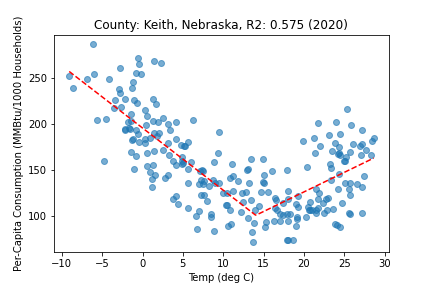 County: Keith, Nebraska, R2: 0.575 (2020)
Per-Capita Consumption (MMBtu/1000 Households)
250
200
150
100
−10 −5 0 5 10 15 20 25 30
Temp (deg C)